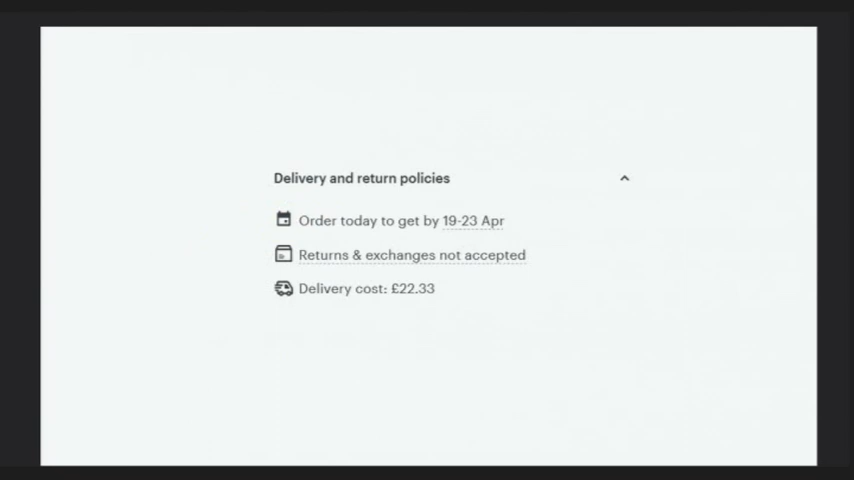 Delivery and return policies
Order today to get by 19-23 Apr
Returns & exchanges not accepted
Delivery cost: £22.33